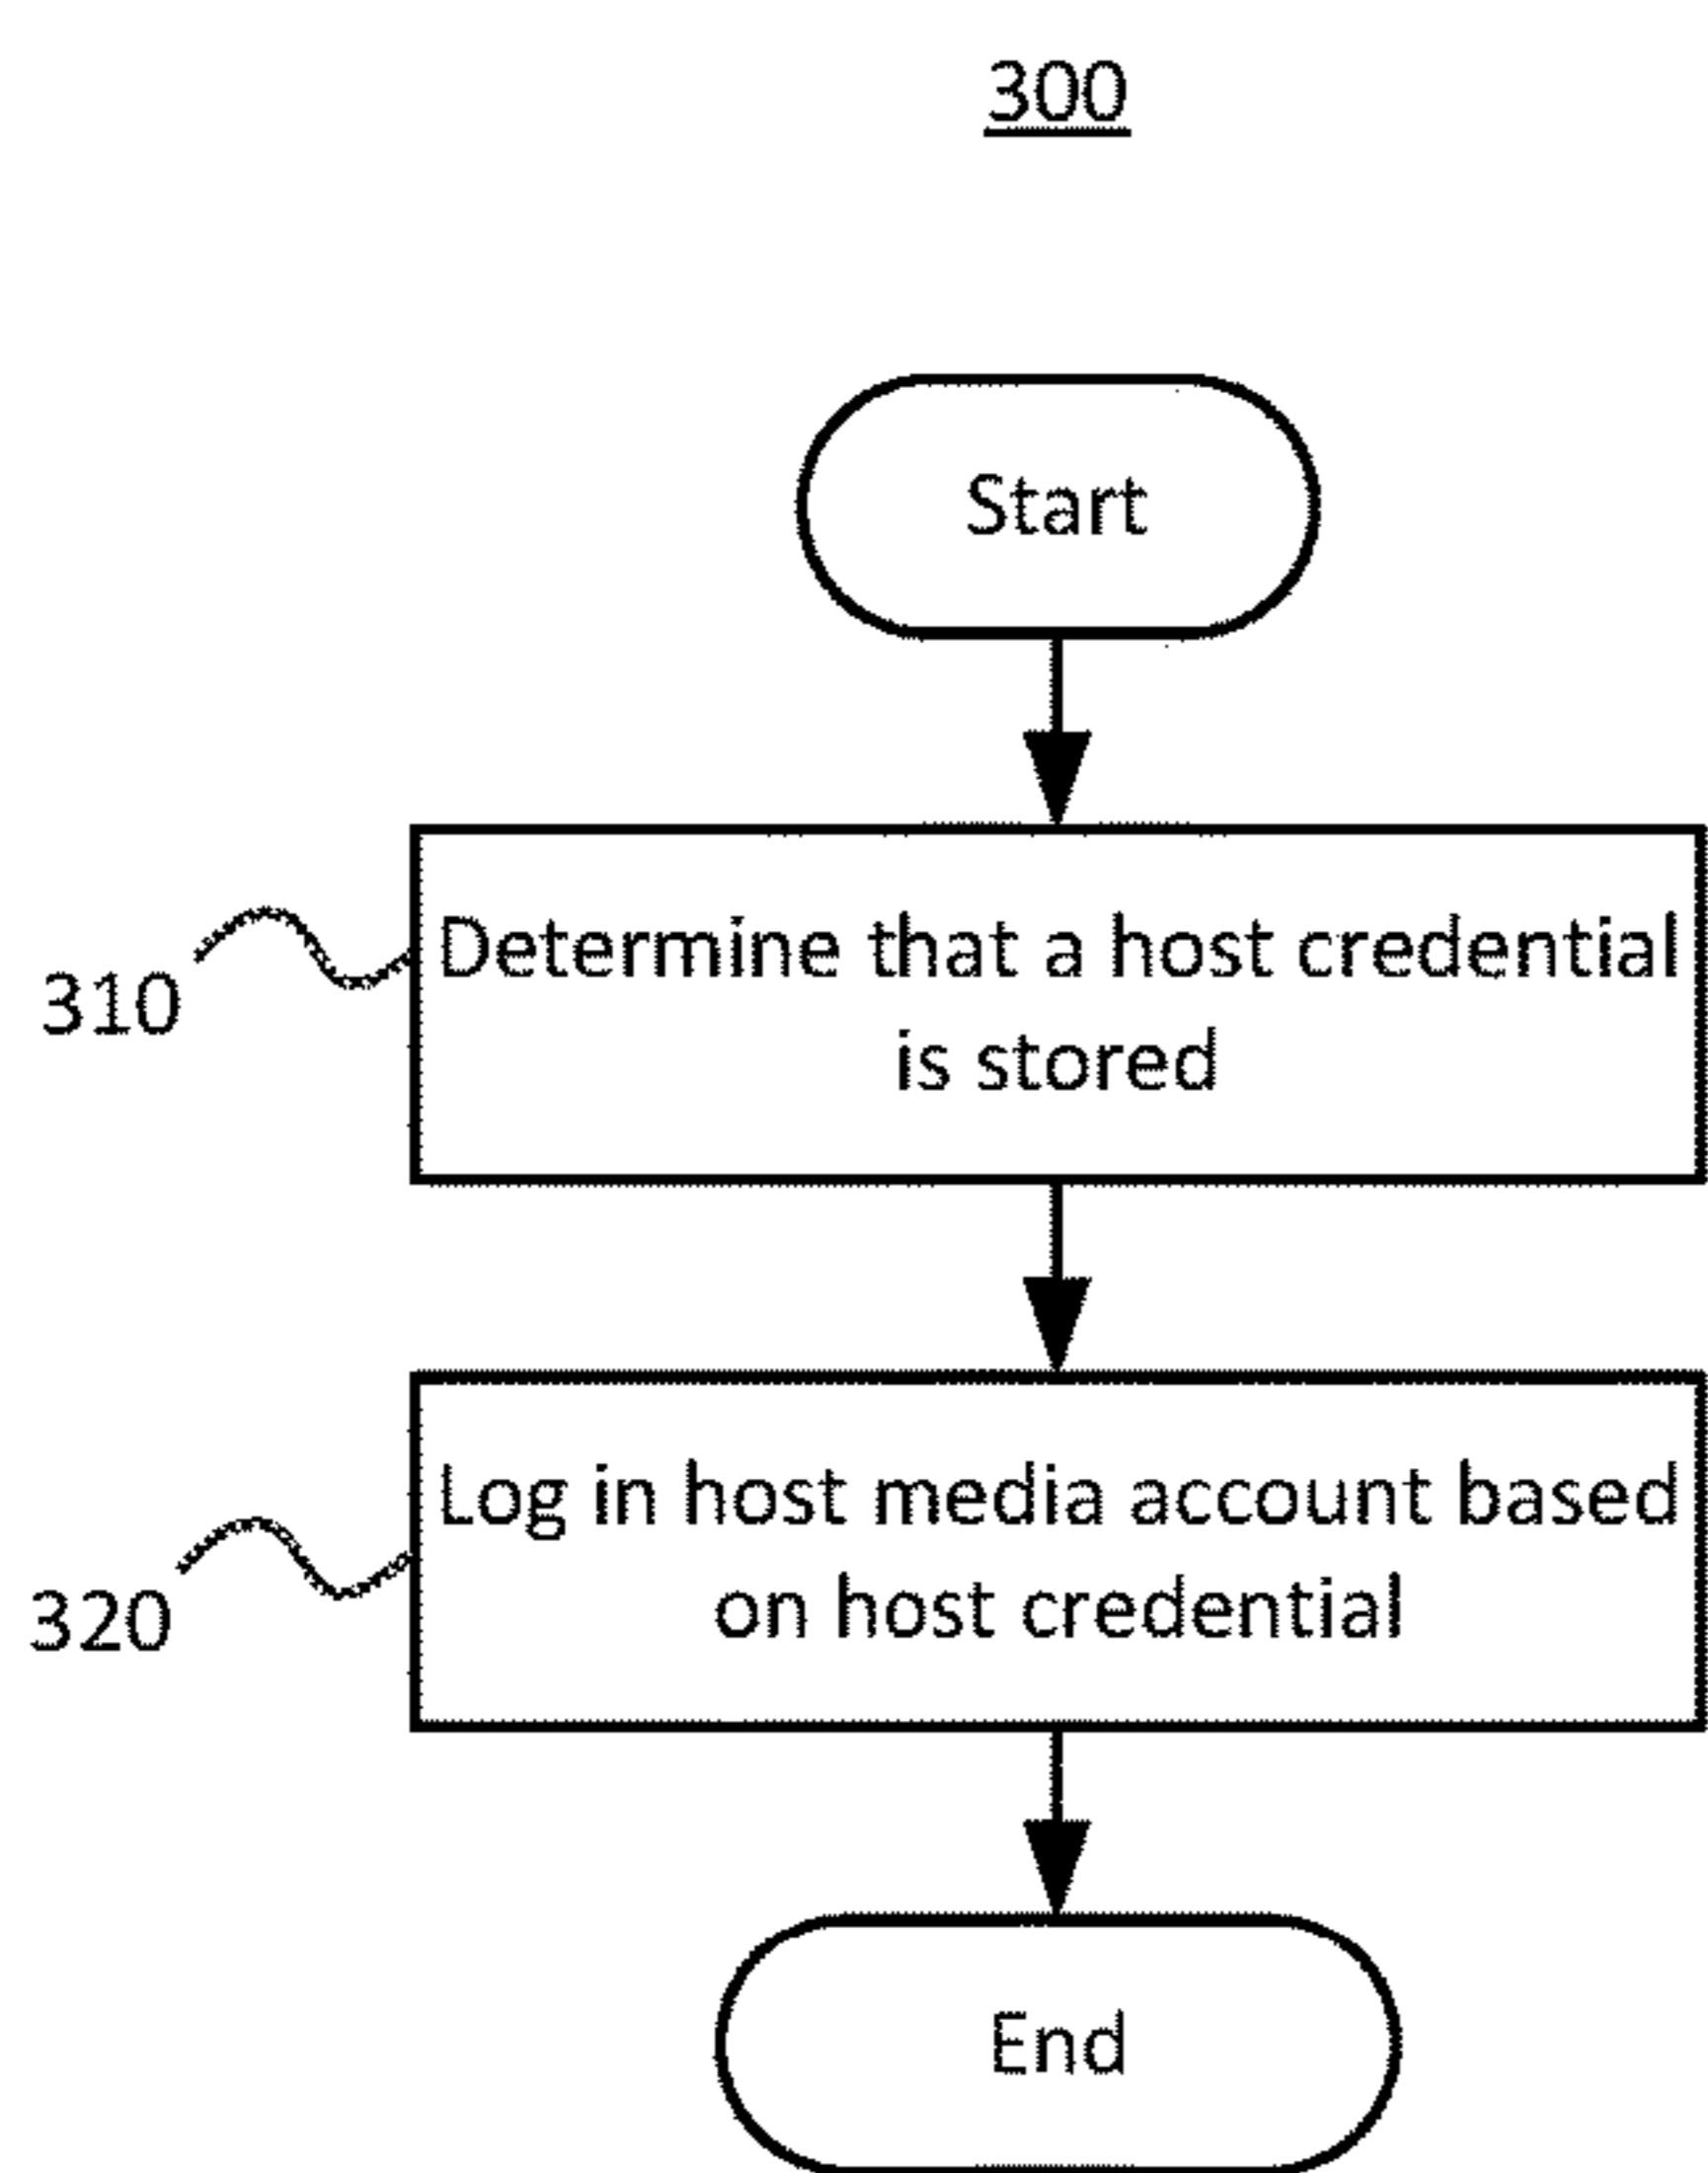 300
Start
310
Determine that a host credential
is stored
320
Log in host media account based
on host credential
End